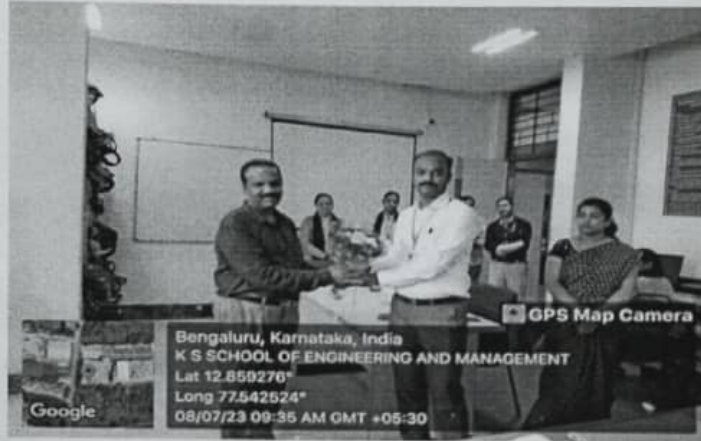 GPS Map Camera
Bengaluru, Karnataka, India
K S SCHOOL OF ENGINEERING AND MANAGEMENT
Lat 12.859276°
Long 77.542524°
08/07/23 09:35 AM GMT +05:30
Google